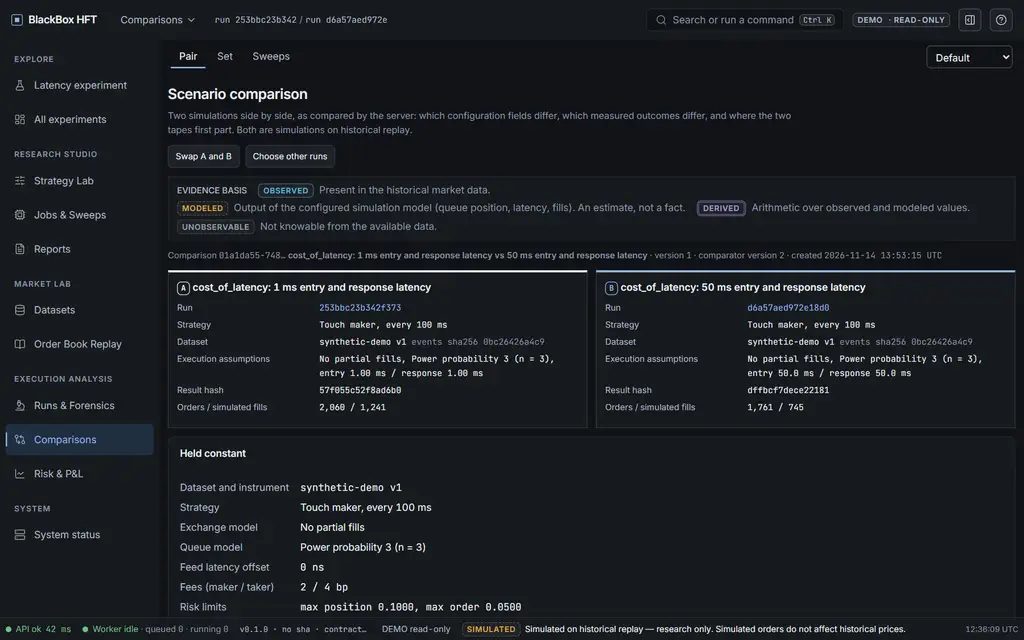 BlackBox HFT
Comparisons
run 253bbc23b342 / run d6a57aed972e
Search or run a command Ctrl K
DEMO · READ-ONLY
EXPLORE
Latency experiment
All experiments
RESEARCH STUDIO
Strategy Lab
Jobs & Sweeps
Reports
MARKET LAB
Datasets
Order Book Replay
EXECUTION ANALYSIS
Runs & Forensics
Comparisons
Risk & P&L
SYSTEM
System status
Pair Set Sweeps
Default
Scenario comparison
Two simulations side by side, as compared by the server: which configuration fields differ, which measured outcomes differ, and where the two
tapes first part. Both are simulations on historical replay.
Swap A and B Choose other runs
EVIDENCE BASIS OBSERVED Present in the historical market data.
MODELED Output of the configured simulation model (queue position, latency, fills). An estimate, not a fact. DERIVED Arithmetic over observed and modeled values.
UNOBSERVABLE Not knowable from the available data.
Comparison 01a1da55-748… cost_of_latency: 1 ms entry and response latency vs 50 ms entry and response latency · version 1 · comparator version 2 · created 2026-11-14 13:53:15 UTC
A cost_of_latency: 1 ms entry and response latency
Run 253bbc23b342f373
Strategy Touch maker, every 100 ms
Dataset synthetic-demo v1 events sha256 0bc26426a4c9
Execution assumptions No partial fills, Power probability 3 (n = 3),
entry 1.00 ms / response 1.00 ms
Result hash 57f055c52f8ad6b0
Orders / simulated fills 2,060 / 1,241
B cost_of_latency: 50 ms entry and response latency
Run d6a57aed972e18d0
Strategy Touch maker, every 100 ms
Dataset synthetic-demo v1 events sha256 0bc26426a4c9
Execution assumptions No partial fills, Power probability 3 (n = 3),
entry 50.0 ms / response 50.0 ms
Result hash dffbcf7dece22181
Orders / simulated fills 1,761 / 745
Held constant
Dataset and instrument synthetic-demo v1
Strategy Touch maker, every 100 ms
Exchange model No partial fills
Queue model Power probability 3 (n = 3)
Feed latency offset 0 ns
Fees (maker / taker) 2 / 4 bp
Risk limits max position 0.1000, max order 0.0500
API ok 42 ms Worker idle · queued 0 · running 0 v0.1.0 · no sha · contract… DEMO read-only SIMULATED Simulated on historical replay — research only. Simulated orders do not affect historical prices. 12:36:09 UTC